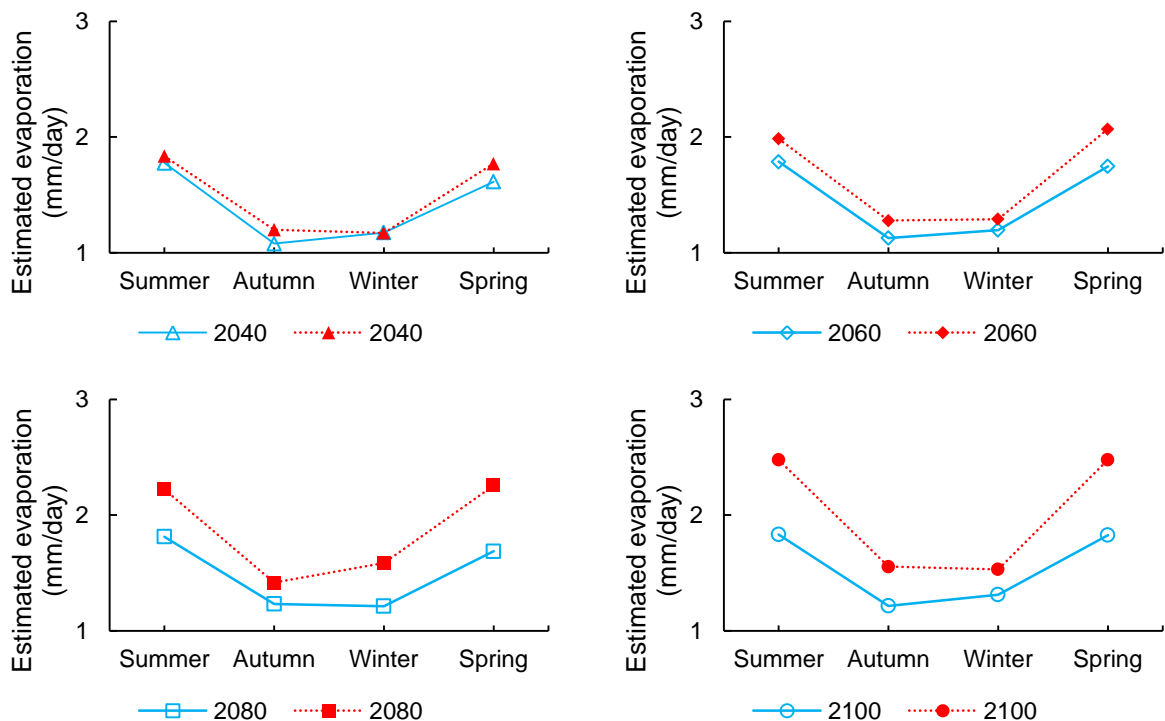 Estimated evaporation
(mm/day)
3
2
1
Summer Autumn Winter Spring
2040 2040
Estimated evaporation
(mm/day)
3
2
1
Summer Autumn Winter Spring
2060 2060
Estimated evaporation
(mm/day)
3
2
1
Summer Autumn Winter Spring
2080 2080
Estimated evaporation
(mm/day)
3
2
1
Summer Autumn Winter Spring
2100 2100